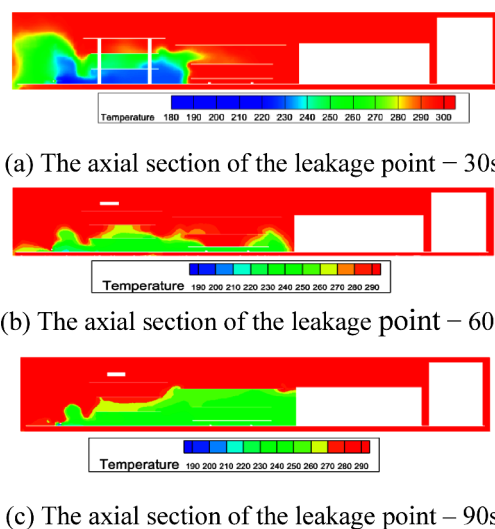 Temperature 180 190 200 210 220 230 240 250 260 270 280 290 300
(a) The axial section of the leakage point − 30s
Temperature 190 200 210 220 230 240 250 260 270 280 290
(b) The axial section of the leakage point − 60
Temperature 190 200 210 220 230 240 250 260 270 280 290
(c) The axial section of the leakage point − 90s